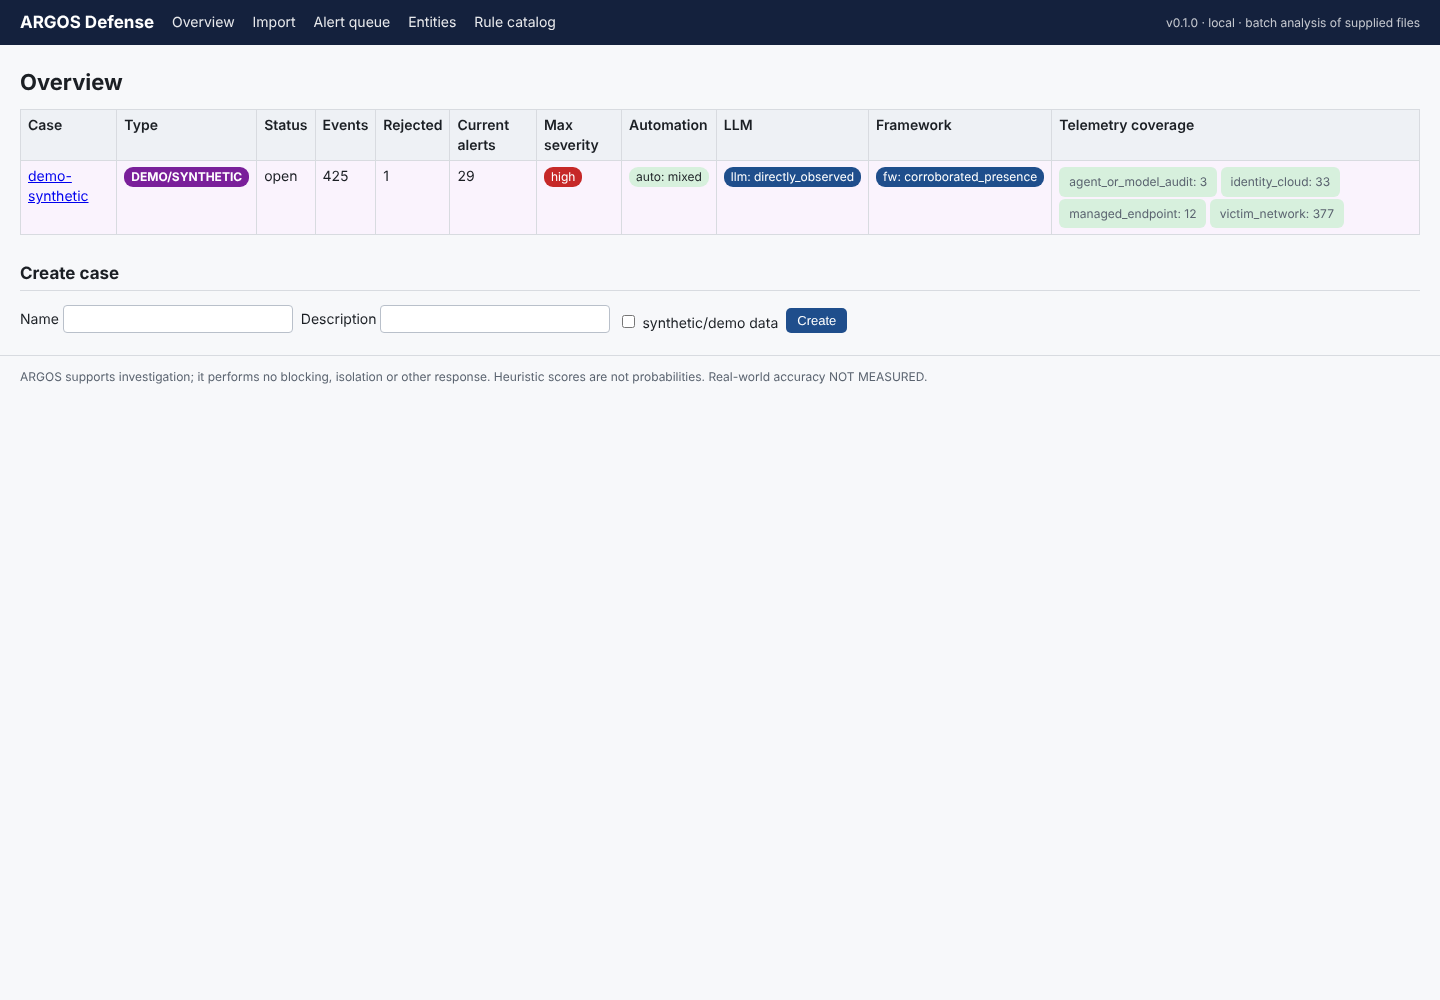 ARGOS Defense Overview Import Alert queue Entities Rule catalog v0.1.0 · local · batch analysis of supplied files
Overview
Case Type Status Events Rejected Current alerts Max severity Automation LLM Framework Telemetry coverage
demo-synthetic DEMO/SYNTHETIC open 425 1 29 high auto: mixed llm: directly_observed fw: corroborated_presence agent_or_model_audit: 3 identity_cloud: 33
managed_endpoint: 12 victim_network: 377
Create case
Name Description synthetic/demo data Create
ARGOS supports investigation; it performs no blocking, isolation or other response. Heuristic scores are not probabilities. Real-world accuracy NOT MEASURED.